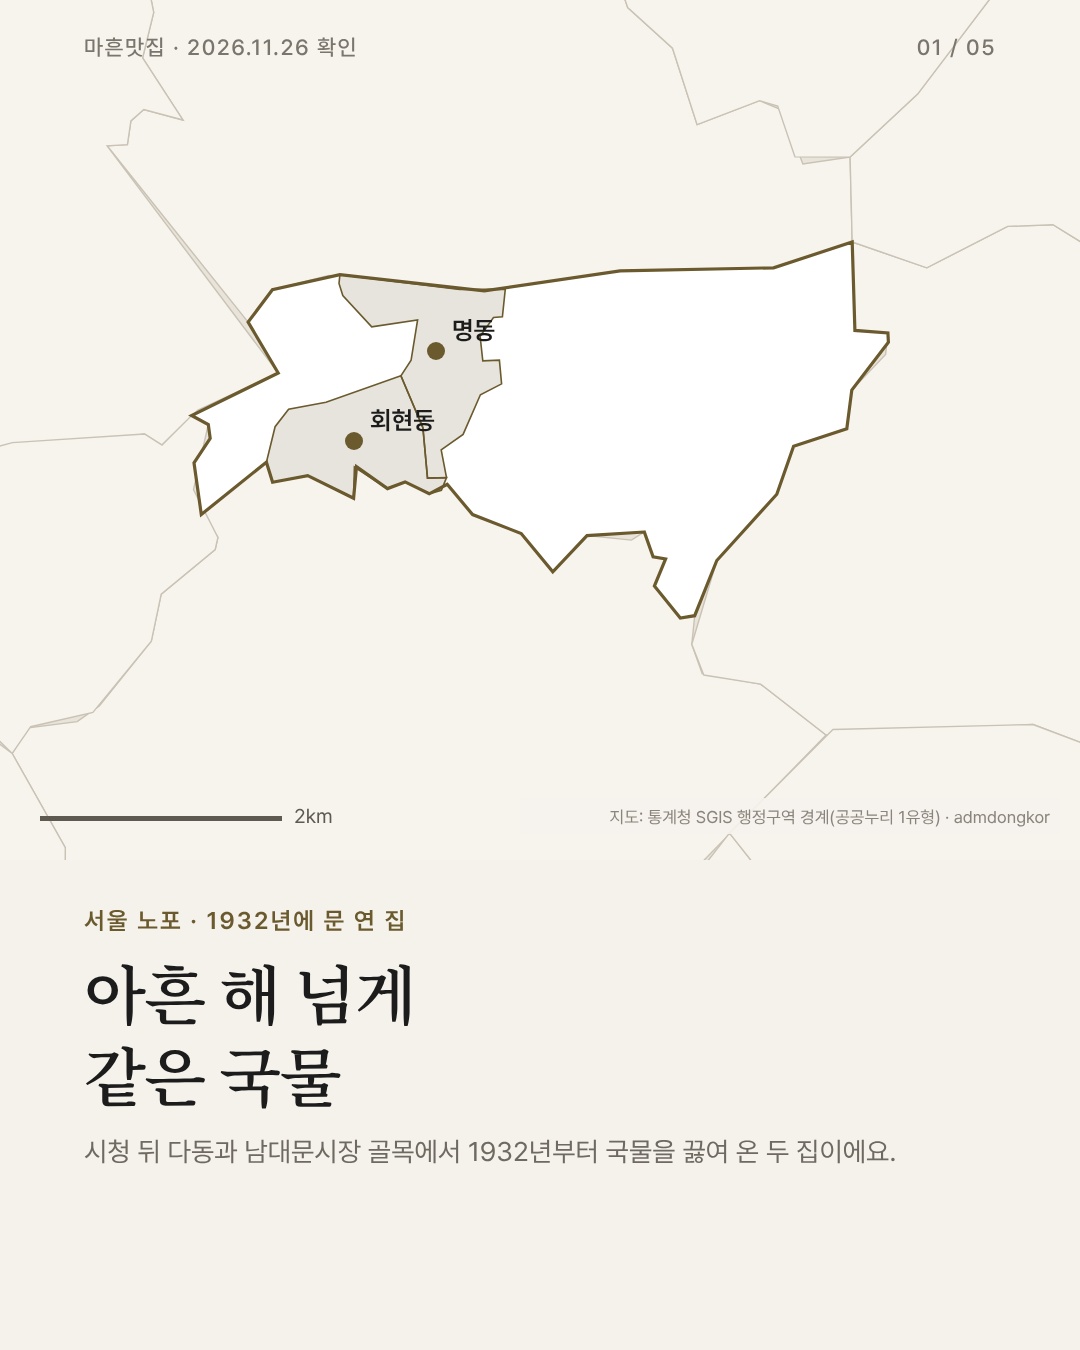 마흔맛집 · 2026.11.26 확인
01 / 05
명동
회현동
2km
지도: 통계청 SGIS 행정구역 경계(공공누리 1유형) · admdongkor
서울 노포 · 1932년에 문 연 집
아흔 해 넘게
같은 국물
시청 뒤 다동과 남대문시장 골목에서 1932년부터 국물을 끓여 온 두 집이에요.